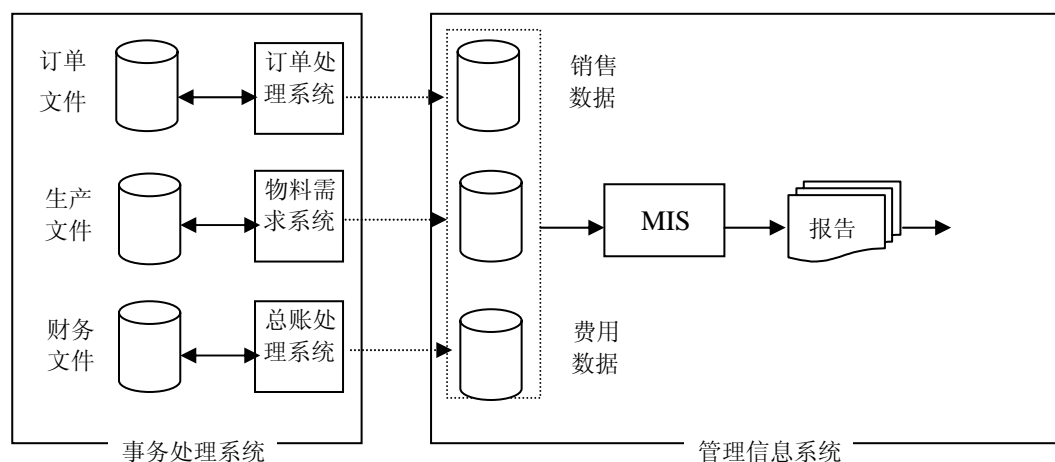 订单
文件
订单处
理系统
销售
数据
生产
文件
物料需
求系统
MIS
报告
财务
文件
总账处
理系统
费用
数据
事务处理系统
管理信息系统